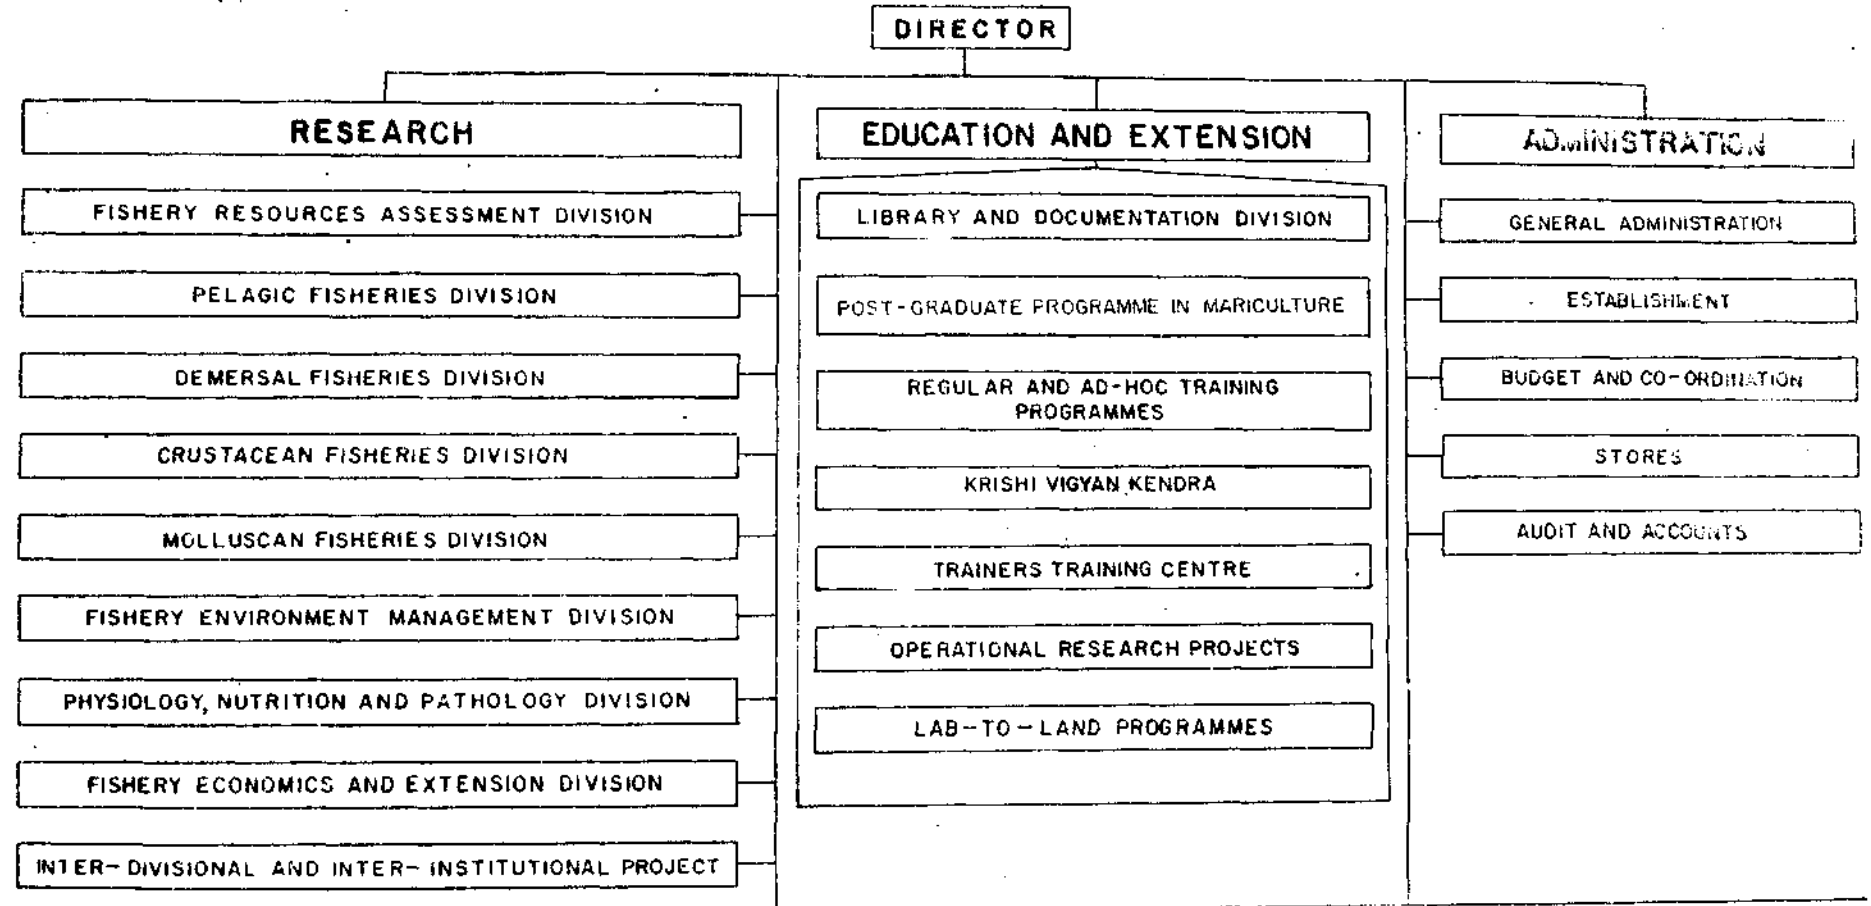 DIRECTOR
RESEARCH
FISHERY RESOURCES ASSESSMENT DIVISION
PELAGIC FISHERIES DIVISION
DEMERSAL FISHERIES DIVISION
CRUSTACEAN FISHERIES DIVISION
MOLLUSCAN FISHERIES DIVISION
FISHERY ENVIRONMENT MANAGEMENT DIVISION
PHYSIOLOGY, NUTRITION AND PATHOLOGY DIVISION
FISHERY ECONOMICS AND EXTENSION DIVISION
INTER-DIVISIONAL AND INTER-INSTITUTIONAL PROJECT
EDUCATION AND EXTENSION
LIBRARY AND DOCUMENTATION DIVISION
POST-GRADUATE PROGRAMME IN MARICULTURE
REGULAR AND AD-HOC TRAINING
PROGRAMMES
KRISHI VIGYAN KENDRA
TRAINERS TRAINING CENTRE
OPERATIONAL RESEARCH PROJECTS
LAB-TO-LAND PROGRAMMES
ADMINISTRATION
GENERAL ADMINISTRATION
ESTABLISHMENT
BUDGET AND CO-ORDINATION
STORES
AUDIT AND ACCOUNTS